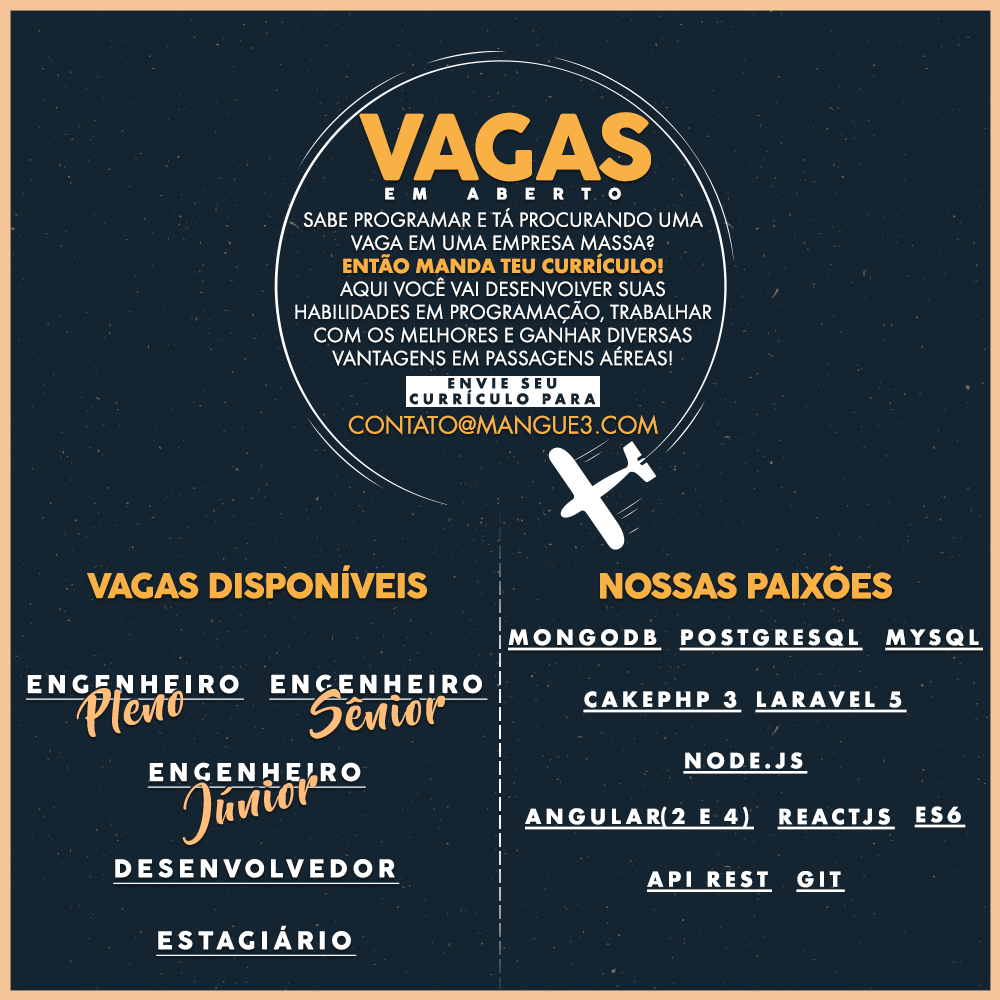 VAGAS
EM ABERTO
SABE PROGRAMAR E TÁ PROCURANDO UMA
VAGA EM UMA EMPRESA MASSA?
ENTÃO MANDA TEU CURRÍCULO!
AQUI VOCÊ VAI DESENVOLVER SUAS
HABILIDADES EM PROGRAMAÇÃO, TRABALHAR
COM OS MELHORES E GANHAR DIVERSAS
VANTAGENS EM PASSAGENS AÉREAS!
ENVIE SEU
CURRÍCULO PARA
CONTATO@MANGUE3.COM
VAGAS DISPONÍVEIS
ENGENHEIRO
Pleno
ENGENHEIRO
Sênior
ENGENHEIRO
Júnior
DESENVOLVEDOR
ESTAGIÁRIO
NOSSAS PAIXÕES
MONGODB POSTGRESQL MYSQL
CAKEPHP 3 LARAVEL 5
NODE.JS
ANGULAR(2 E 4) REACTJS ES6
API REST GIT